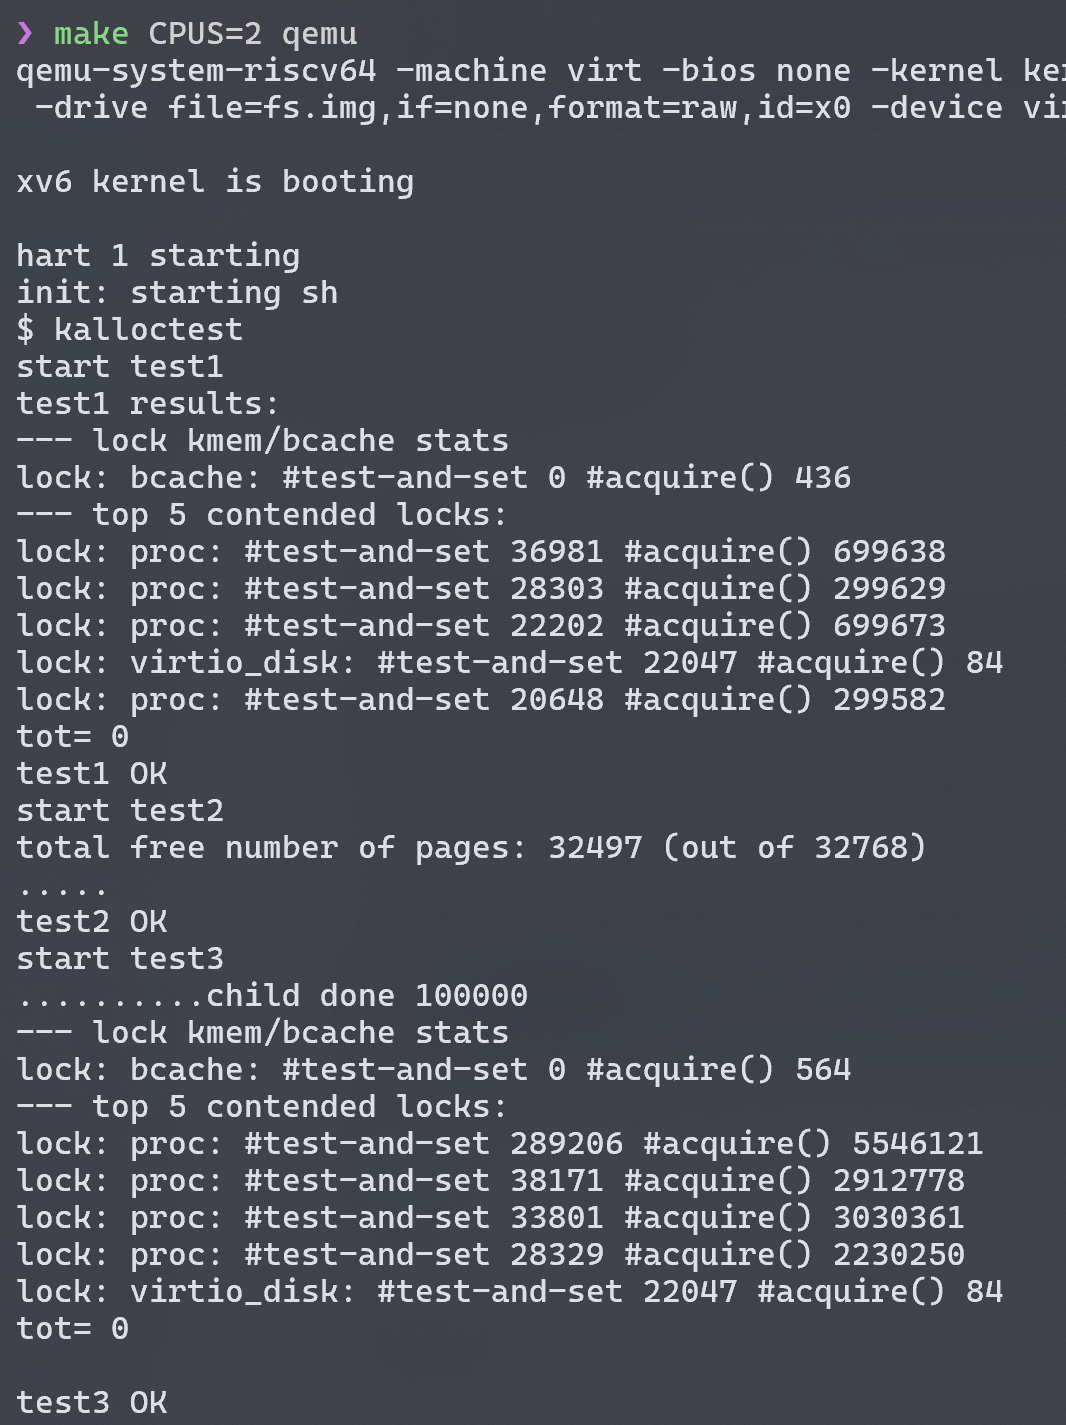 ❯ make CPUS=2 qemu
qemu-system-riscv64 -machine virt -bios none -kernel
-drive file=fs.img,if=none,format=raw,id=x0 -device
xv6 kernel is booting
hart 1 starting
init: starting sh
$ kalloctest
start test1
test1 results:
--- lock kmem/bcache stats
lock: bcache: #test-and-set 0 #acquire() 436
--- top 5 contended locks:
lock: proc: #test-and-set 36981 #acquire() 699638
lock: proc: #test-and-set 28303 #acquire() 299629
lock: proc: #test-and-set 22202 #acquire() 699673
lock: virtio_disk: #test-and-set 22047 #acquire() 84
lock: proc: #test-and-set 20648 #acquire() 299582
tot= 0
test1 OK
start test2
total free number of pages: 32497 (out of 32768)
.....
test2 OK
start test3
..........child done 100000
--- lock kmem/bcache stats
lock: bcache: #test-and-set 0 #acquire() 564
--- top 5 contended locks:
lock: proc: #test-and-set 289206 #acquire() 5546121
lock: proc: #test-and-set 38171 #acquire() 2912778
lock: proc: #test-and-set 33801 #acquire() 3030361
lock: proc: #test-and-set 28329 #acquire() 2230250
lock: virtio_disk: #test-and-set 22047 #acquire() 84
tot= 0
test3 OK